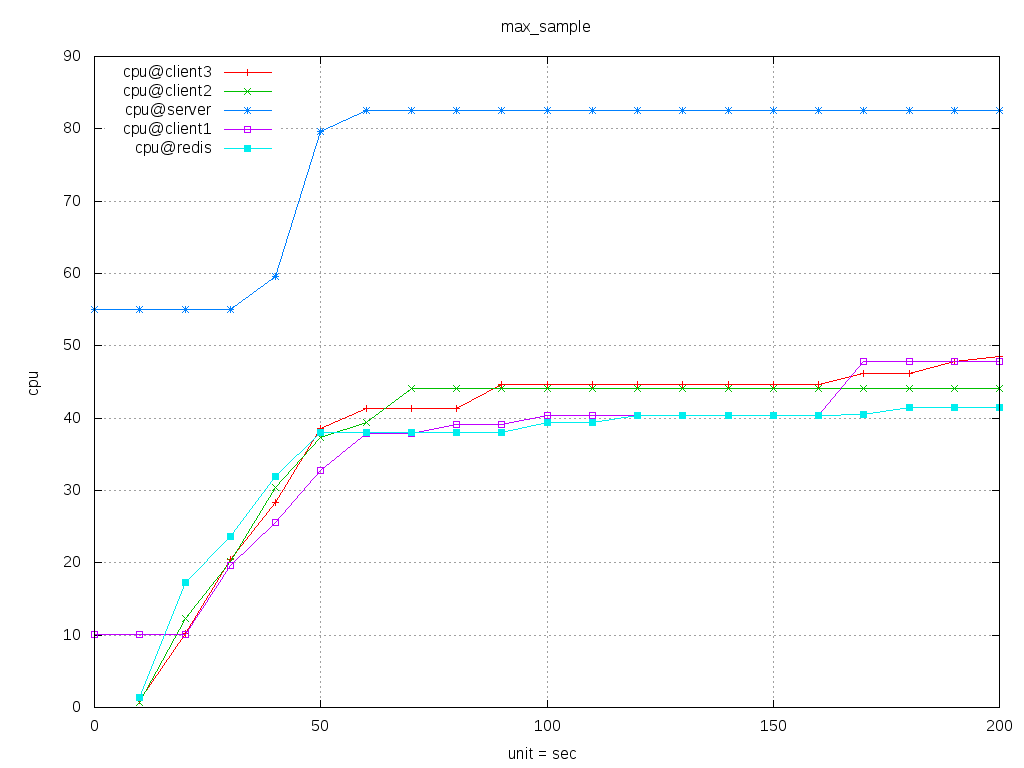 max_sample
90
80
70
60
50
40
30
20
10
0
cpu@client3
cpu@client2
cpu@server
cpu@client1
cpu@redis
cpu
0 50 100 150 200
unit = sec